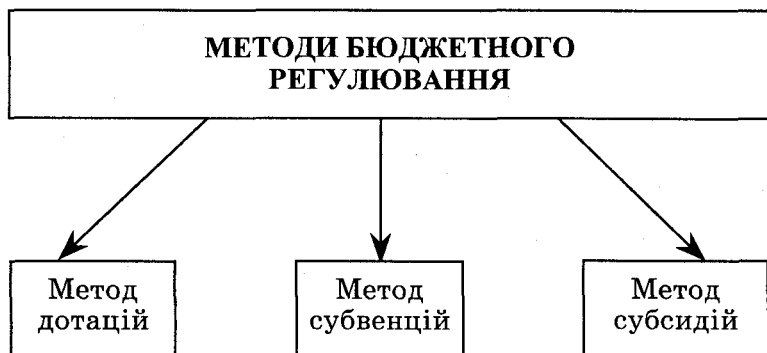 МЕТОДИ БЮДЖЕТНОГО
РЕГУЛЮВАННЯ
Метод
дотацій
Метод
субвенцій
Метод
субсидій